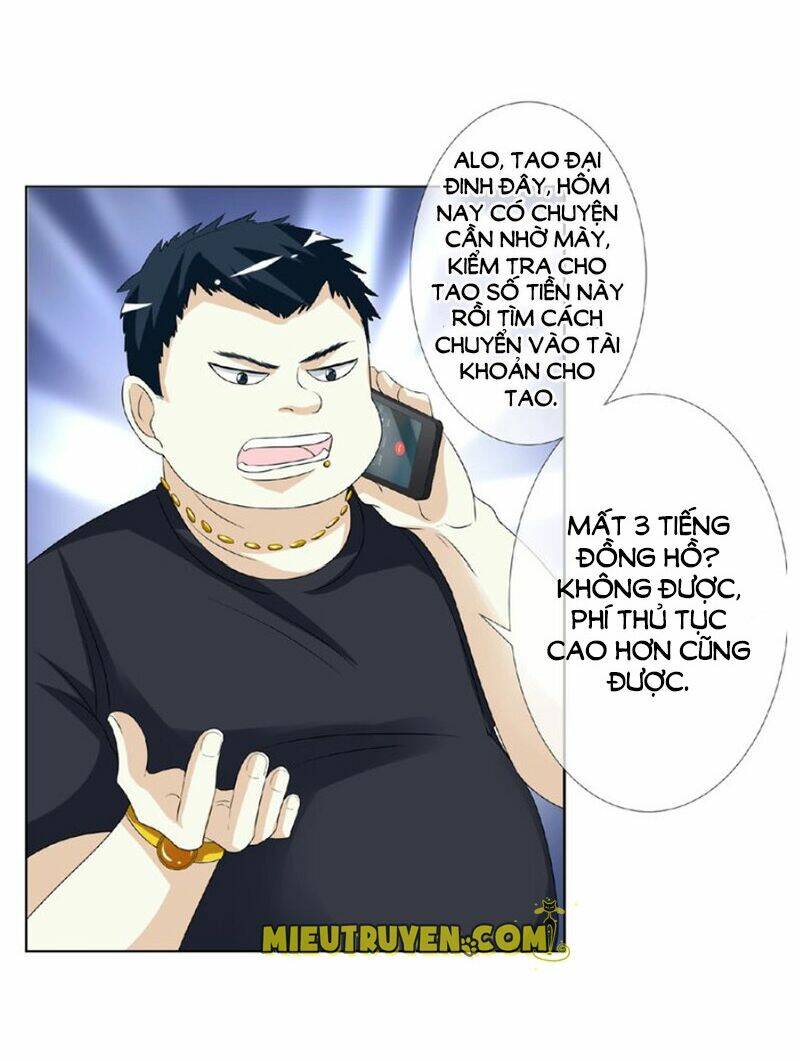 ALO, TAO ĐẠI
ĐINH ĐÂY, HÔM
NAY CÓ CHUYỆN
CẦN NHỜ MÀY,
KIỂM TRA CHO
TAO SỐ TIỀN NÀY
RỒI TÌM CÁCH
CHUYỂN VÀO TÀI
KHOẢN CHO
TAO.
MẤT 3 TIẾNG
ĐỒNG HỒ?
KHÔNG ĐƯỢC,
PHÍ THỦ TỤC
CAO HƠN CŨNG
ĐƯỢC.
MIEUTRUYEN.COM